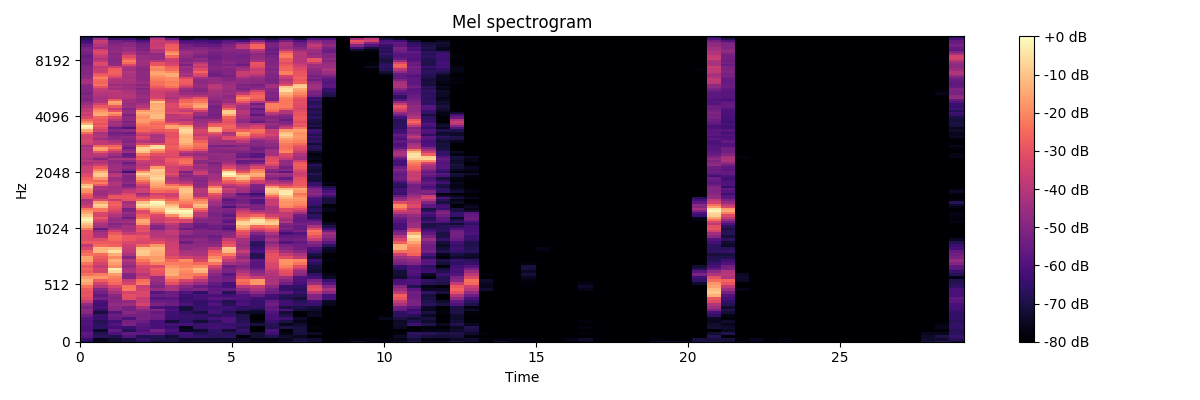 Mel spectrogram
Hz
8192
4096
2048
1024
512
0
0 5 10 15 20 25
Time
+0 dB
-10 dB
-20 dB
-30 dB
-40 dB
-50 dB
-60 dB
-70 dB
-80 dB